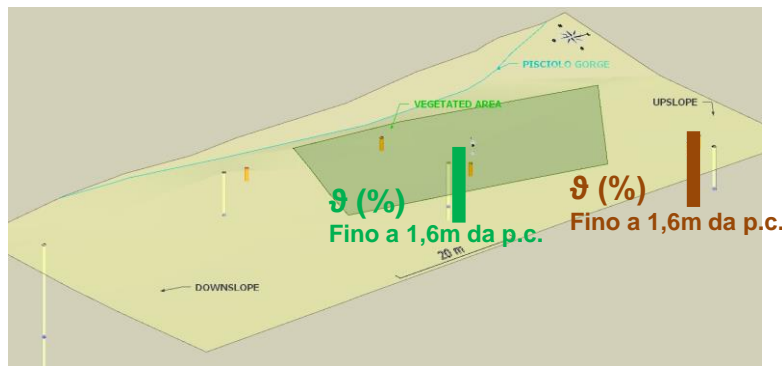 PISCIOLO GORGE
VEGETATED AREA
UPSLOPE
ϑ (%)
Fino a 1,6m da p.c.
ϑ (%)
Fino a 1,6m da p.c.
20 m
DOWNSLOPE